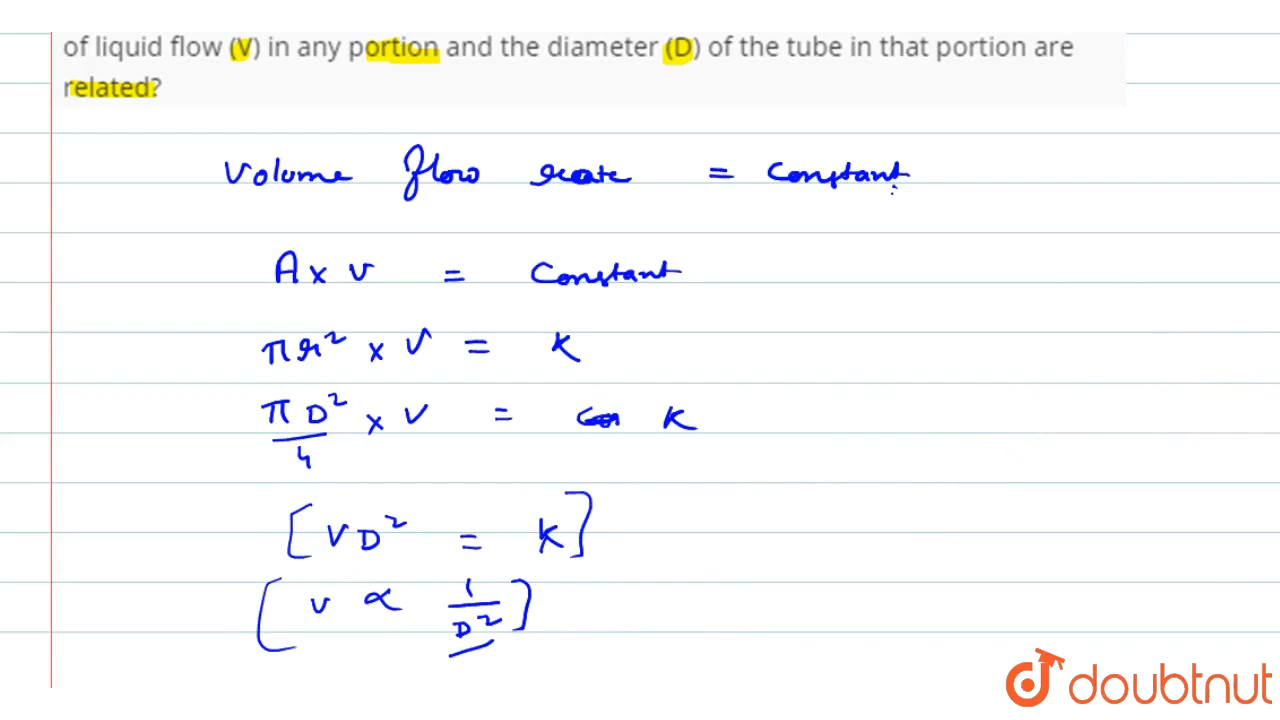 of liquid flow (V) in any portion and the diameter (D) of the tube in that portion are
related?
Volume flow rate = constant
A x v = constant
πr² x v = K
πD²/4 x v = K
[VD² = K]
[v ∝ 1/D²]
doubtnut